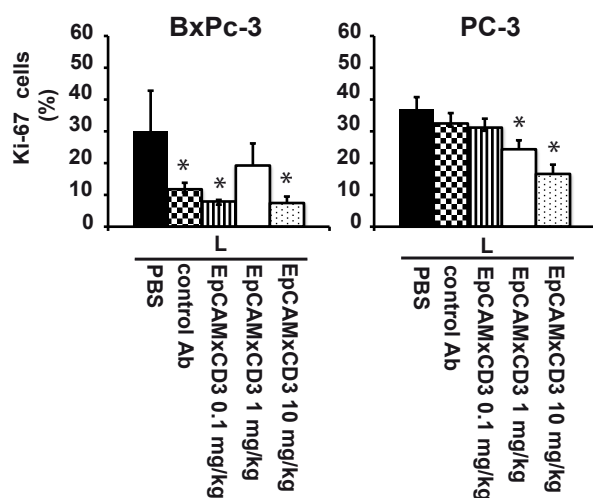 BxPc-3
PC-3
Ki-67 cells
(%)
60
50
40
30
20
10
0
*
*
*
60
50
40
30
20
10
0
*
*
L
L
PBS
control Ab
EpCAMxCD3 0.1 mg/kg
EpCAMxCD3 1 mg/kg
EpCAMxCD3 10 mg/kg
PBS
control Ab
EpCAMxCD3 0.1 mg/kg
EpCAMxCD3 1 mg/kg
EpCAMxCD3 10 mg/kg